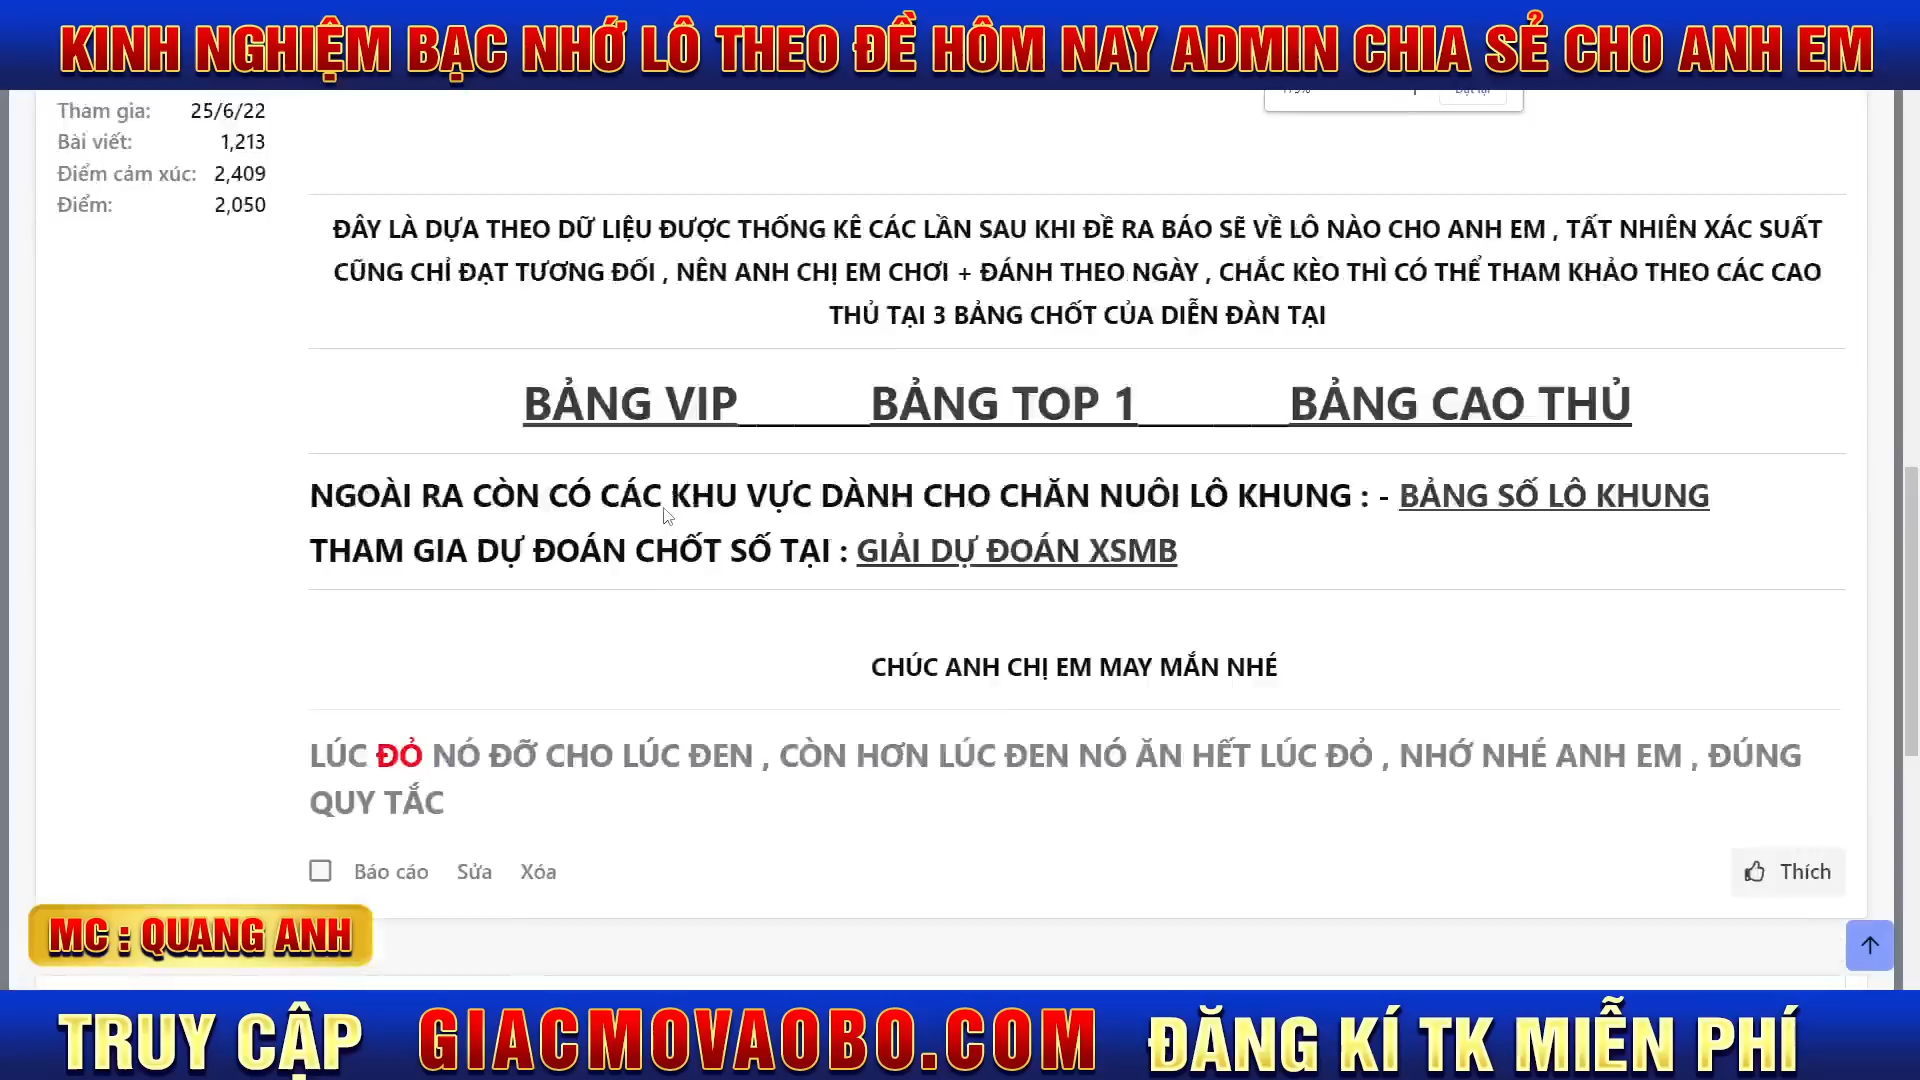 KINH NGHIỆM BẠC NHỚ LÔ THEO ĐỀ HÔM NAY ADMIN CHIA SẺ CHO ANH EM
Tham gia: 25/6/22
Bài viết: 1,213
Điểm cảm xúc: 2,409
Điểm: 2,050
ĐÂY LÀ DỰA THEO DỮ LIỆU ĐƯỢC THỐNG KÊ CÁC LẦN SAU KHI ĐỀ RA BÁO SẼ VỀ LÔ NÀO CHO ANH EM , TẤT NHIÊN XÁC SUẤT
CŨNG CHỈ ĐẠT TƯƠNG ĐỐI , NÊN ANH CHỊ EM CHƠI + ĐÁNH THEO NGÀY , CHẮC KÈO THÌ CÓ THỂ THAM KHẢO THEO CÁC CAO
THỦ TẠI 3 BẢNG CHỐT CỦA DIỄN ĐÀN TẠI
BẢNG VIP BẢNG TOP 1 BẢNG CAO THỦ
NGOÀI RA CÒN CÓ CÁC KHU VỰC DÀNH CHO CHĂN NUÔI LÔ KHUNG : - BẢNG SỐ LÔ KHUNG
THAM GIA DỰ ĐOÁN CHỐT SỐ TẠI : GIẢI DỰ ĐOÁN XSMB
CHÚC ANH CHỊ EM MAY MẮN NHÉ
LÚC ĐỎ NÓ ĐỠ CHO LÚC ĐEN , CÒN HƠN LÚC ĐEN NÓ ĂN HẾT LÚC ĐỎ , NHỚ NHÉ ANH EM , ĐÚNG
QUY TẮC
Báo cáo Sửa Xóa
Thích
MC : QUANG ANH
TRUY CẬP GIACMOVAOBO.COM ĐĂNG KÍ TK MIỄN PHÍ